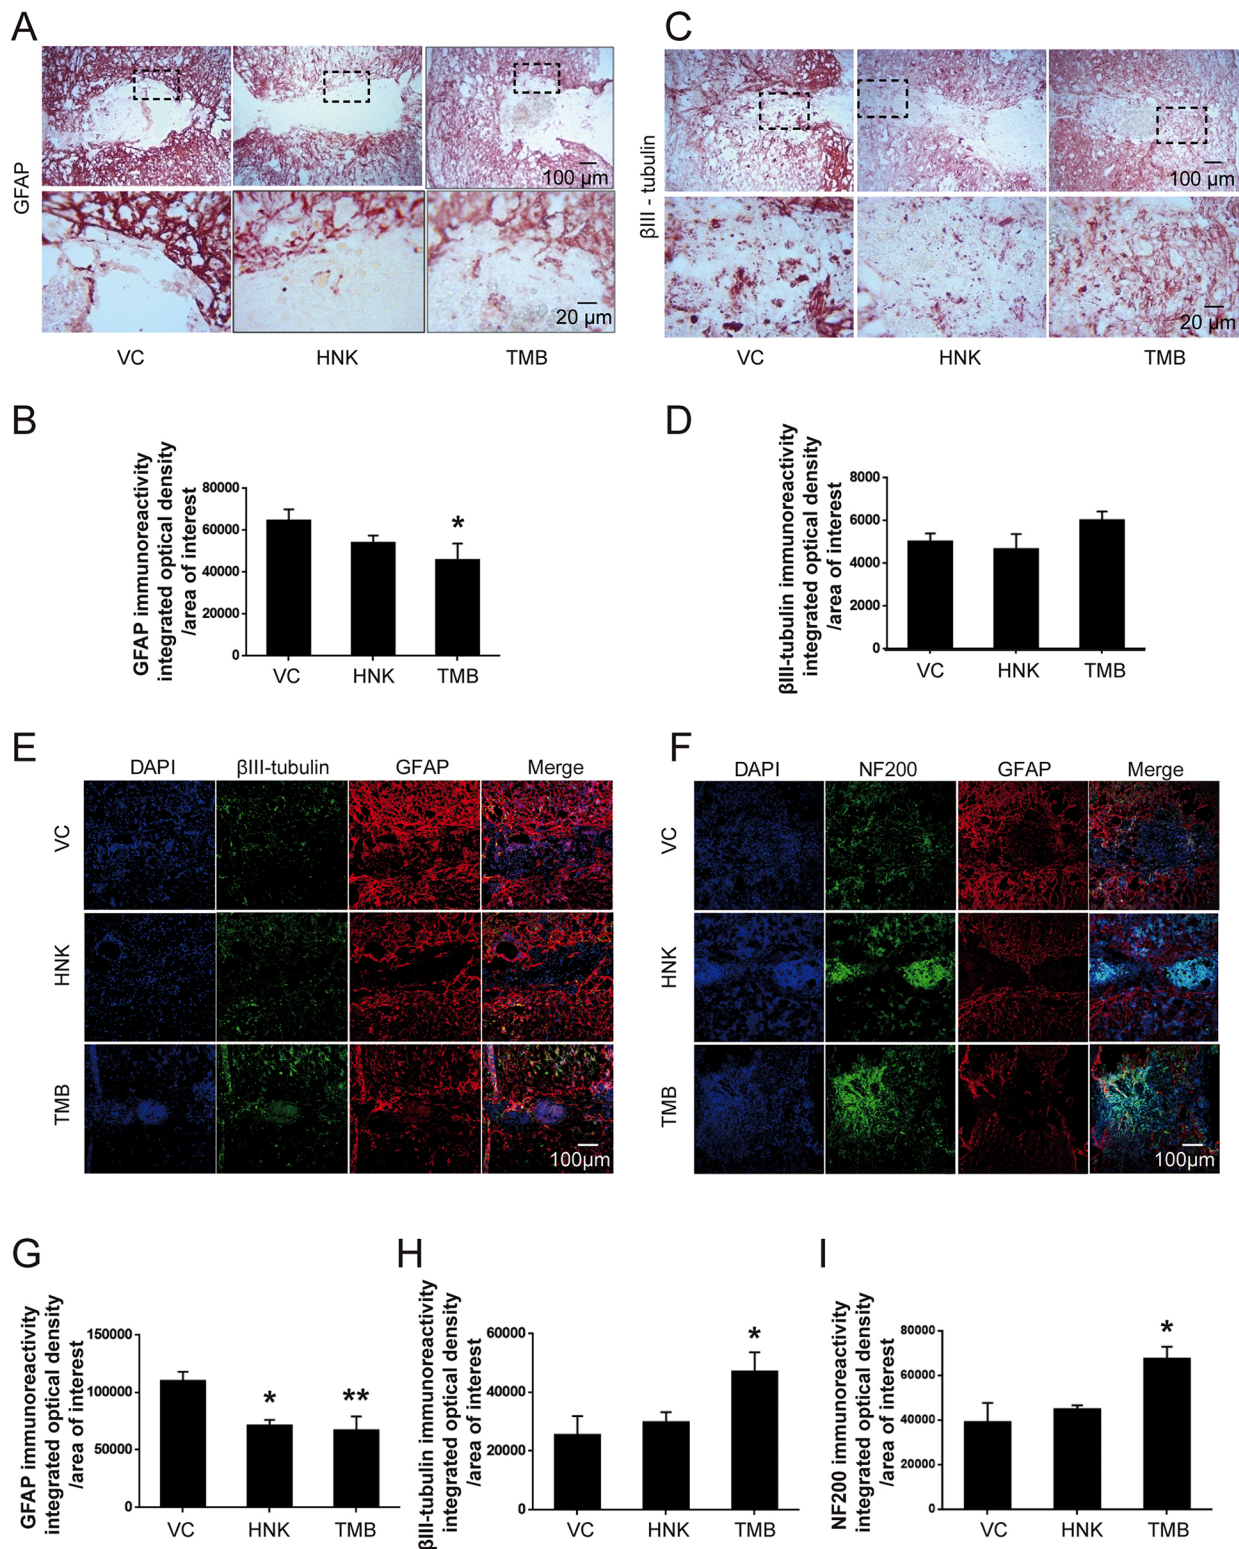 A
GFAP
100 µm
20 µm
VC HNK TMB
C
βIII - tubulin
100 µm
20 µm
VC HNK TMB
B
GFAP immunoreactivity
integrated optical density
/area of interest
80000
60000
40000
20000
0
*
VC HNK TMB
D
βIII-tubulin immunoreactivity
integrated optical density
/area of interest
8000
6000
4000
2000
0
VC HNK TMB
E
DAPI βIII-tubulin GFAP Merge
VC
HNK
TMB
100µm
F
DAPI NF200 GFAP Merge
VC
HNK
TMB
100µm
G
GFAP immunoreactivity
integrated optical density
/area of interest
150000
100000
50000
0
* **
VC HNK TMB
H
βIII-tubulin immunoreactivity
integrated optical density
/area of interest
60000
40000
20000
0
*
VC HNK TMB
I
NF200 immunoreactivity
integrated optical density
/area of interest
80000
60000
40000
20000
0
*
VC HNK TMB